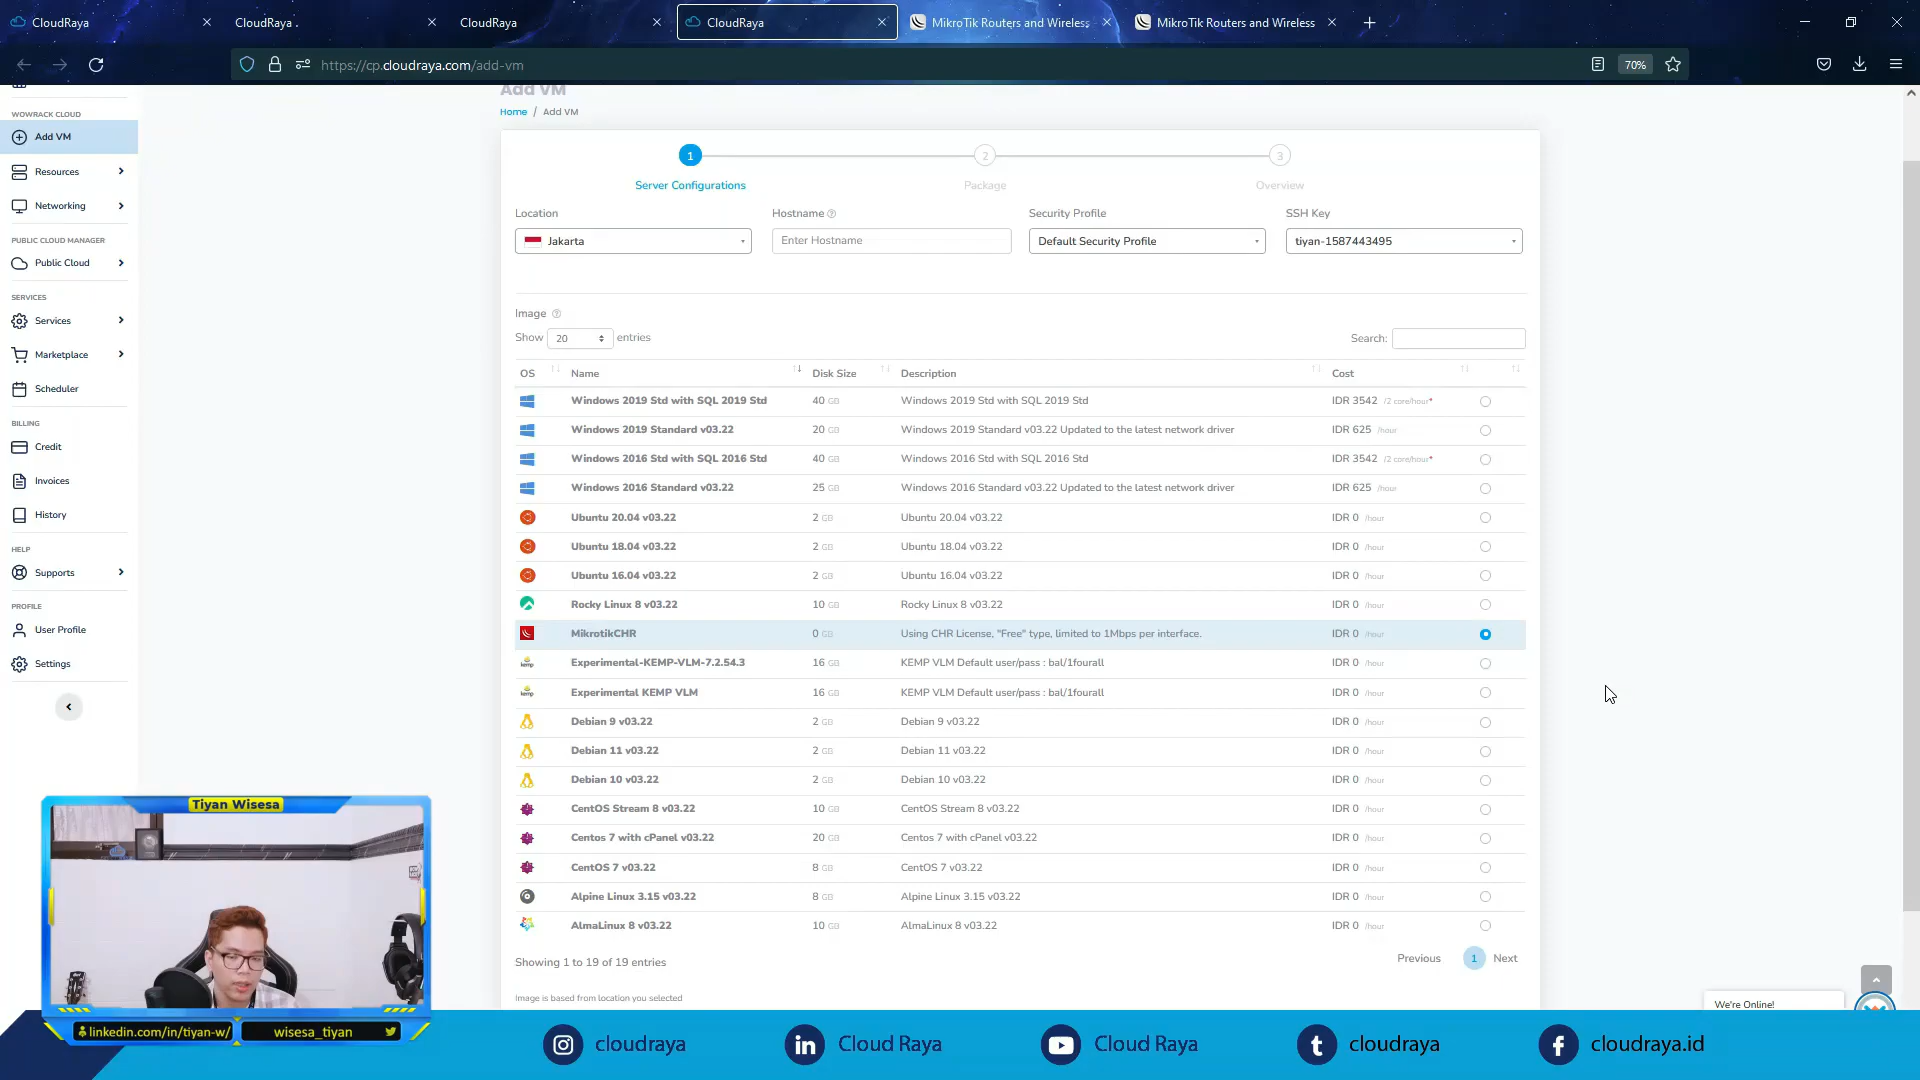 CloudRaya
CloudRaya .
CloudRaya
CloudRaya
MikroTik Routers and Wireless
MikroTik Routers and Wireless
https://cp.cloudraya.com/add-vm
70%
WOWRACK CLOUD
Add VM
Resources
Networking
PUBLIC CLOUD MANAGER
Public Cloud
SERVICES
Services
Marketplace
Scheduler
BILLING
Credit
Invoices
History
HELP
Supports
PROFILE
User Profile
Settings
Add VM
Home / Add VM
1
2
3
Server Configurations
Package
Overview
Location
Hostname
Security Profile
SSH Key
Jakarta
Enter Hostname
Default Security Profile
tiyan-1587443495
Image
Show 20 entries
Search:
OS Name Disk Size Description Cost
Windows 2019 Std with SQL 2019 Std 40 GB Windows 2019 Std with SQL 2019 Std IDR 3542 /2 core/hour*
Windows 2019 Standard v03.22 20 GB Windows 2019 Standard v03.22 Updated to the latest network driver IDR 625 /hour
Windows 2016 Std with SQL 2016 Std 40 GB Windows 2016 Std with SQL 2016 Std IDR 3542 /2 core/hour*
Windows 2016 Standard v03.22 25 GB Windows 2016 Standard v03.22 Updated to the latest network driver IDR 625 /hour
Ubuntu 20.04 v03.22 2 GB Ubuntu 20.04 v03.22 IDR 0 /hour
Ubuntu 18.04 v03.22 2 GB Ubuntu 18.04 v03.22 IDR 0 /hour
Ubuntu 16.04 v03.22 2 GB Ubuntu 16.04 v03.22 IDR 0 /hour
Rocky Linux 8 v03.22 10 GB Rocky Linux 8 v03.22 IDR 0 /hour
MikrotikCHR 0 GB Using CHR License, "Free" type, limited to 1Mbps per interface. IDR 0 /hour
Experimental-KEMP-VLM-7.2.54.3 16 GB KEMP VLM Default user/pass : bal/1fourall IDR 0 /hour
Experimental KEMP VLM 16 GB KEMP VLM Default user/pass : bal/1fourall IDR 0 /hour
Debian 9 v03.22 2 GB Debian 9 v03.22 IDR 0 /hour
Debian 11 v03.22 2 GB Debian 11 v03.22 IDR 0 /hour
Debian 10 v03.22 2 GB Debian 10 v03.22 IDR 0 /hour
CentOS Stream 8 v03.22 10 GB CentOS Stream 8 v03.22 IDR 0 /hour
Centos 7 with cPanel v03.22 20 GB Centos 7 with cPanel v03.22 IDR 0 /hour
CentOS 7 v03.22 8 GB CentOS 7 v03.22 IDR 0 /hour
Alpine Linux 3.15 v03.22 8 GB Alpine Linux 3.15 v03.22 IDR 0 /hour
AlmaLinux 8 v03.22 10 GB AlmaLinux 8 v03.22 IDR 0 /hour
Showing 1 to 19 of 19 entries
Previous 1 Next
Image is based from location you selected
We're Online!
Tiyan Wisesa
linkedin.com/in/tiyan-w/
wisesa_tiyan
cloudraya
Cloud Raya
Cloud Raya
cloudraya
cloudraya.id